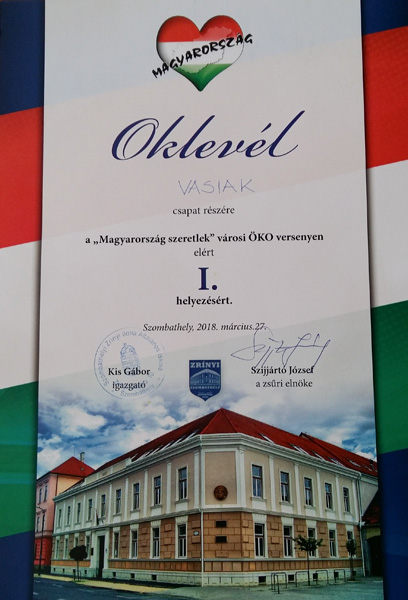 MAGYARORSZÁG
Oklevél
VASIAK
csapat részére
a „Magyarország szeretlek” városi ÖKO versenyen
elért
I.
helyezésért.
Szombathely, 2018. március.27.
Kis Gábor
igazgató
ZRÍNYI
Szijjártó József
a zsűri elnöke